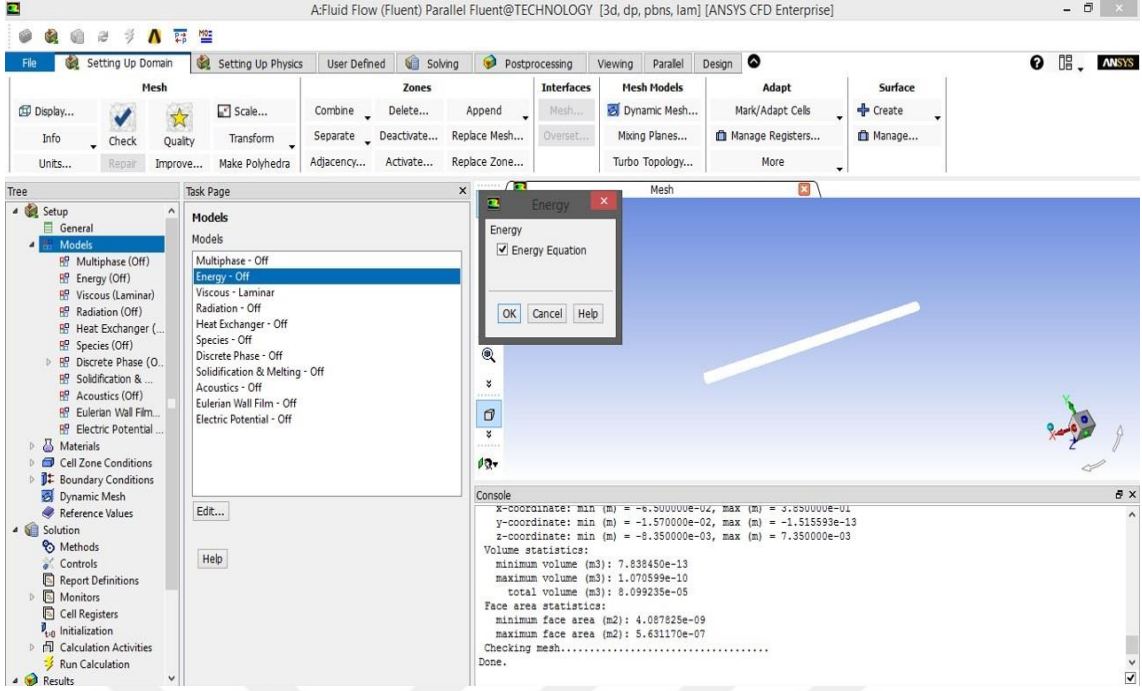 A:Fluid Flow (Fluent) Parallel Fluent@TECHNOLOGY [3d, dp, pbns, lam] [ANSYS CFD Enterprise]
File Setting Up Domain Setting Up Physics User Defined Solving Postprocessing Viewing Parallel Design ANSYS
Mesh Zones Interfaces Mesh Models Adapt Surface
Display... Scale... Combine Delete... Append Mesh... Dynamic Mesh... Mark/Adapt Cells Create
Info Check Quality Transform Separate Deactivate... Replace Mesh... Overset... Mixing Planes... Manage Registers... Manage...
Units... Repair Improve... Make Polyhedra Adjacency... Activate... Replace Zone... Turbo Topology... More
Tree
Setup
General
Models
Multiphase (Off)
Energy (Off)
Viscous (Laminar)
Radiation (Off)
Heat Exchanger (...
Species (Off)
Discrete Phase (O...
Solidification & ...
Acoustics (Off)
Eulerian Wall Film...
Electric Potential ...
Materials
Cell Zone Conditions
Boundary Conditions
Dynamic Mesh
Reference Values
Solution
Methods
Controls
Report Definitions
Monitors
Cell Registers
Initialization
Calculation Activities
Run Calculation
Results
Task Page
Models
Models
Multiphase - Off
Energy - Off
Viscous - Laminar
Radiation - Off
Heat Exchanger - Off
Species - Off
Discrete Phase - Off
Solidification & Melting - Off
Acoustics - Off
Eulerian Wall Film - Off
Electric Potential - Off
Edit...
Help
Mesh
Energy
Energy
Energy Equation
OK Cancel Help
Y
X
Z
Console
x-coordinate: min (m) = -6.500000e-02, max (m) = 3.850000e-01
y-coordinate: min (m) = -1.570000e-02, max (m) = -1.515593e-13
z-coordinate: min (m) = -8.350000e-03, max (m) = 7.350000e-03
Volume statistics:
minimum volume (m3): 7.838450e-13
maximum volume (m3): 1.070599e-10
total volume (m3): 8.099235e-05
Face area statistics:
minimum face area (m2): 4.087825e-09
maximum face area (m2): 5.631170e-07
Checking mesh...................................
Done.